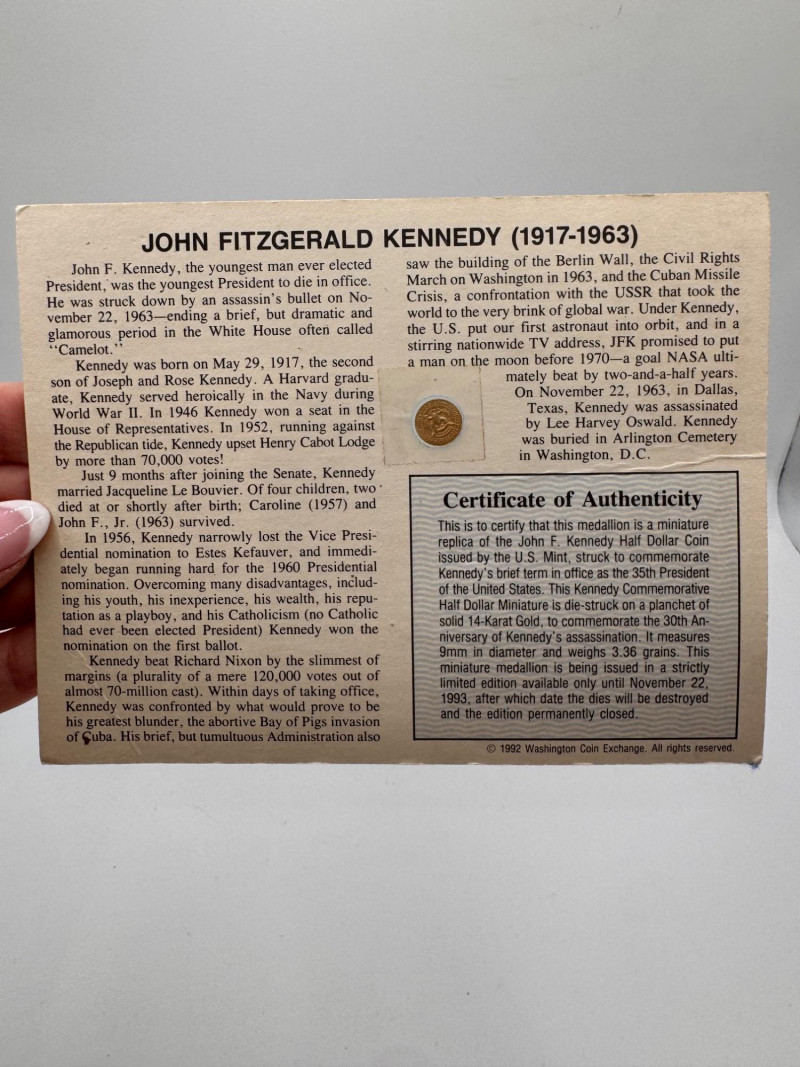 JOHN FITZGERALD KENNEDY (1917-1963)
John F. Kennedy, the youngest man ever elected
President, was the youngest President to die in office.
He was struck down by an assassin's bullet on No-
vember 22, 1963—ending a brief, but dramatic and
glamorous period in the White House often called
"Camelot."
Kennedy was born on May 29, 1917, the second
son of Joseph and Rose Kennedy. A Harvard gradu-
ate, Kennedy served heroically in the Navy during
World War II. In 1946 Kennedy won a seat in the
House of Representatives. In 1952, running against
the Republican tide, Kennedy upset Henry Cabot Lodge
by more than 70,000 votes!
Just 9 months after joining the Senate, Kennedy
married Jacqueline Le Bouvier. Of four children, two
died at or shortly after birth; Caroline (1957) and
John F., Jr. (1963) survived.
In 1956, Kennedy narrowly lost the Vice Presi-
dential nomination to Estes Kefauver, and immedi-
ately began running hard for the 1960 Presidential
nomination. Overcoming many disadvantages, includ-
ing his youth, his inexperience, his wealth, his repu-
tation as a playboy, and his Catholicism (no Catholic
had ever been elected President) Kennedy won the
nomination on the first ballot.
Kennedy beat Richard Nixon by the slimmest of
margins (a plurality of a mere 120,000 votes out of
almost 70-million cast). Within days of taking office,
Kennedy was confronted by what would prove to be
his greatest blunder, the abortive Bay of Pigs invasion
of Cuba. His brief, but tumultuous Administration also
saw the building of the Berlin Wall, the Civil Rights
March on Washington in 1963, and the Cuban Missile
Crisis, a confrontation with the USSR that took the
world to the very brink of global war. Under Kennedy,
the U.S. put our first astronaut into orbit, and in a
stirring nationwide TV address, JFK promised to put
a man on the moon before 1970—a goal NASA ulti-
mately beat by two-and-a-half years.
On November 22, 1963, in Dallas,
Texas, Kennedy was assassinated
by Lee Harvey Oswald. Kennedy
was buried in Arlington Cemetery
in Washington, D.C.
Certificate of Authenticity
This is to certify that this medallion is a miniature
replica of the John F. Kennedy Half Dollar Coin
issued by the U.S. Mint, struck to commemorate
Kennedy's brief term in office as the 35th President
of the United States. This Kennedy Commemorative
Half Dollar Miniature is die-struck on a planchet of
solid 14-Karat Gold, to commemorate the 30th An-
niversary of Kennedy's assassination. It measures
9mm in diameter and weighs 3.36 grains. This
miniature medallion is being issued in a strictly
limited edition available only until November 22,
1993, after which date the dies will be destroyed
and the edition permanently closed.
© 1992 Washington Coin Exchange. All rights reserved.